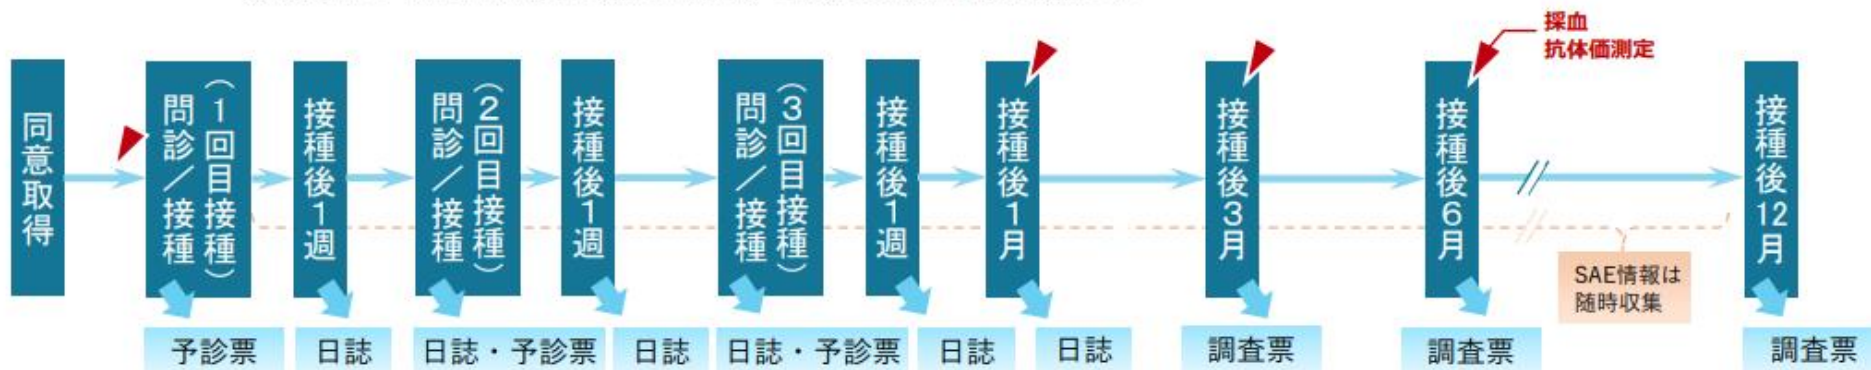 採血
抗体価測定
同意取得
問診／接種
（1回目接種）
接種後1週
問診／接種
（2回目接種）
接種後1週
問診／接種
（3回目接種）
接種後1週
接種後1月
接種後3月
接種後6月
接種後12月
SAE情報は
随時収集
予診票
日誌
日誌・予診票
日誌
日誌・予診票
日誌
日誌
調査票
調査票
調査票